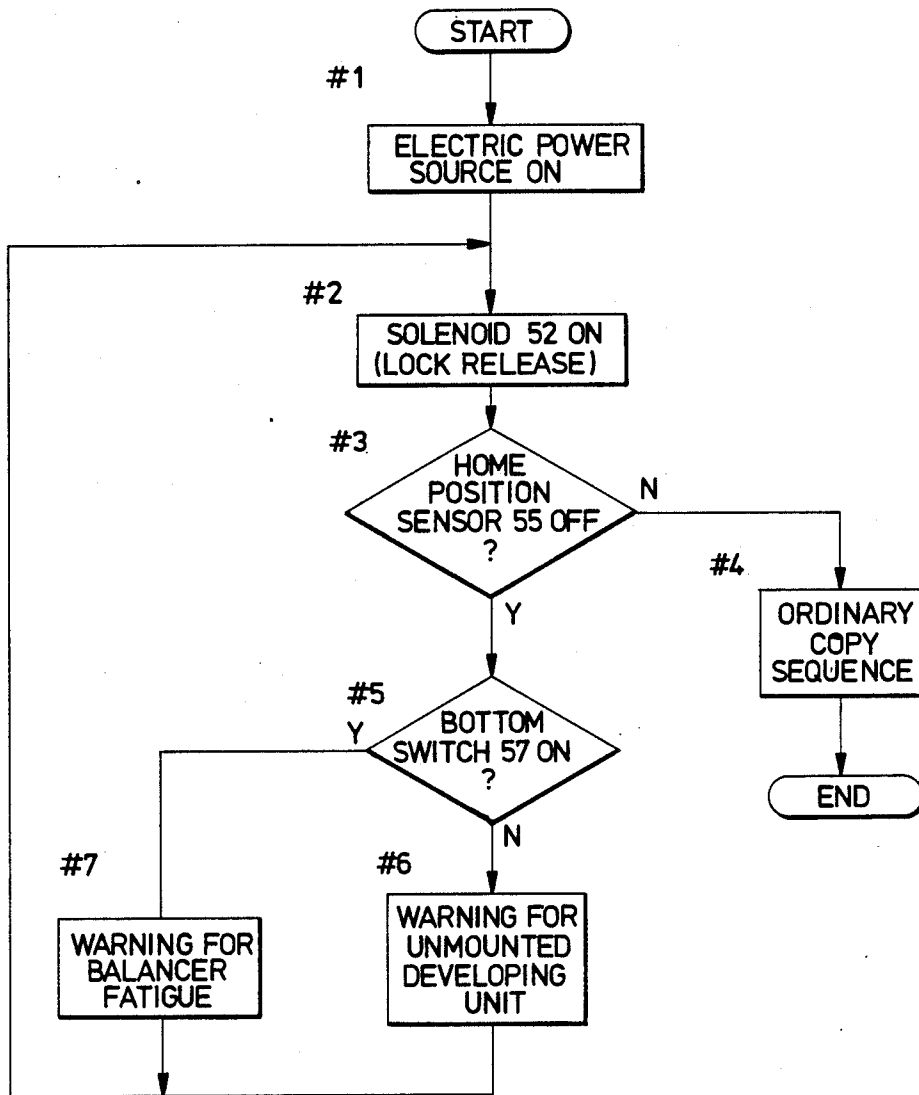 START
#1
ELECTRIC POWER
SOURCE ON
#2
SOLENOID 52 ON
(LOCK RELEASE)
#3
HOME
POSITION
SENSOR 55 OFF
?
N
Y
#4
ORDINARY
COPY
SEQUENCE
END
#5
Y
BOTTOM
SWITCH 57 ON
?
N
#7
WARNING FOR
BALANCER
FATIGUE
#6
WARNING FOR
UNMOUNTED
DEVELOPING
UNIT